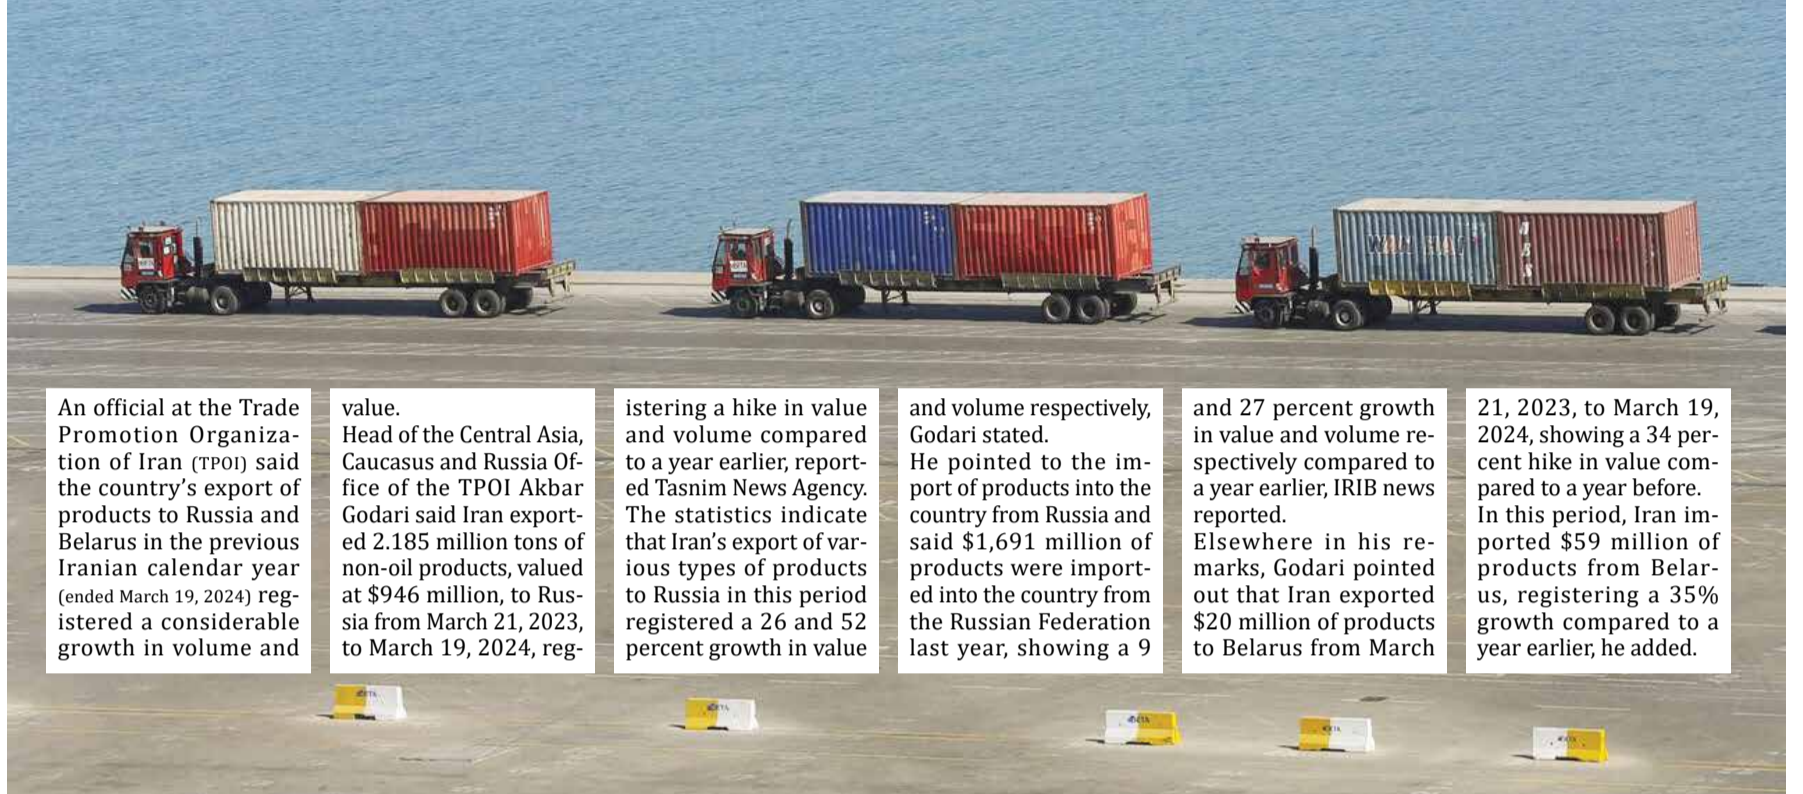 WAN HAI
An official at the Trade
Promotion Organiza-
tion of Iran (TPOI) said
the country's export of
products to Russia and
Belarus in the previous
Iranian calendar year
(ended March 19, 2024) reg-
istered a considerable
growth in volume and
value.
Head of the Central Asia,
Caucasus and Russia Of-
fice of the TPOI Akbar
Godari said Iran export-
ed 2.185 million tons of
non-oil products, valued
at $946 million, to Rus-
sia from March 21, 2023,
to March 19, 2024, reg-
istering a hike in value
and volume compared
to a year earlier, report-
ed Tasnim News Agency.
The statistics indicate
that Iran's export of var-
ious types of products
to Russia in this period
registered a 26 and 52
percent growth in value
and volume respectively,
Godari stated.
He pointed to the im-
port of products into the
country from Russia and
said $1,691 million of
products were import-
ed into the country from
the Russian Federation
last year, showing a 9
and 27 percent growth
in value and volume re-
spectively compared to
a year earlier, IRIB news
reported.
Elsewhere in his re-
marks, Godari pointed
out that Iran exported
$20 million of products
to Belarus from March
21, 2023, to March 19,
2024, showing a 34 per-
cent hike in value com-
pared to a year before.
In this period, Iran im-
ported $59 million of
products from Belar-
us, registering a 35%
growth compared to a
year earlier, he added.